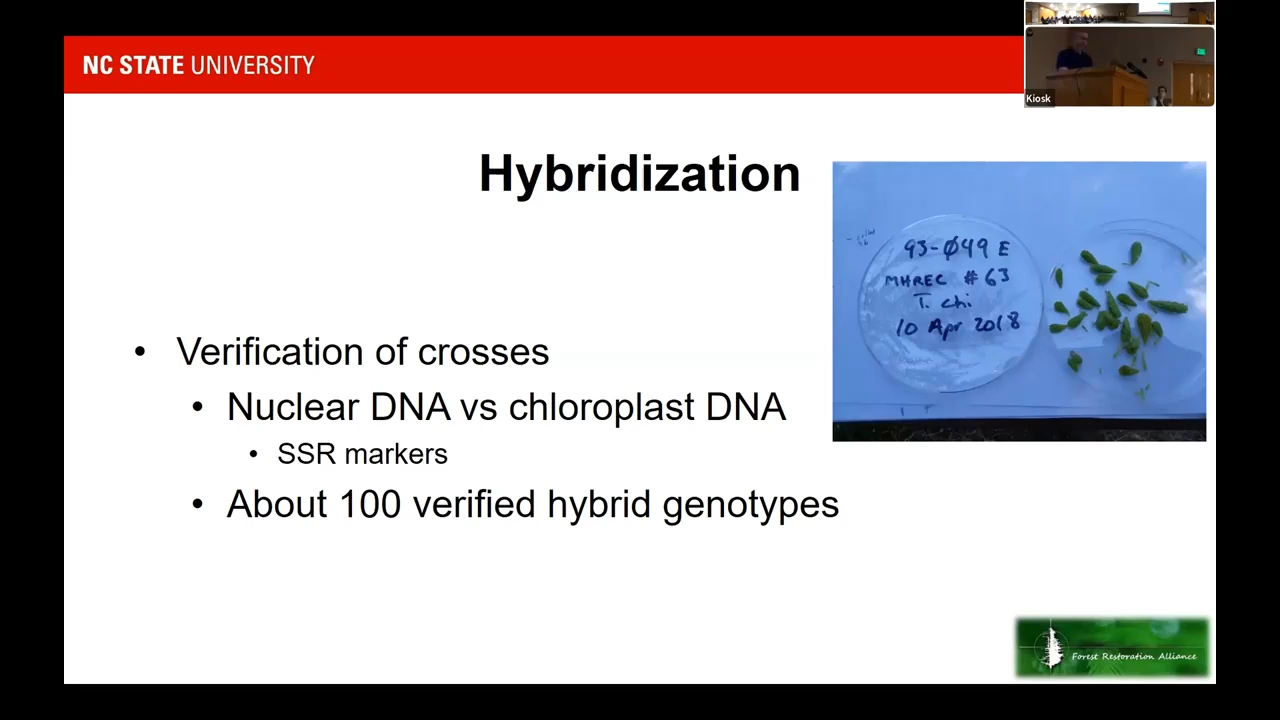 NC STATE UNIVERSITY
Kiosk
Hybridization
93-Ø49 E
MHREC # 63
T. chi
10 Apr 2018
• Verification of crosses
• Nuclear DNA vs chloroplast DNA
• SSR markers
• About 100 verified hybrid genotypes
Forest Restoration Alliance